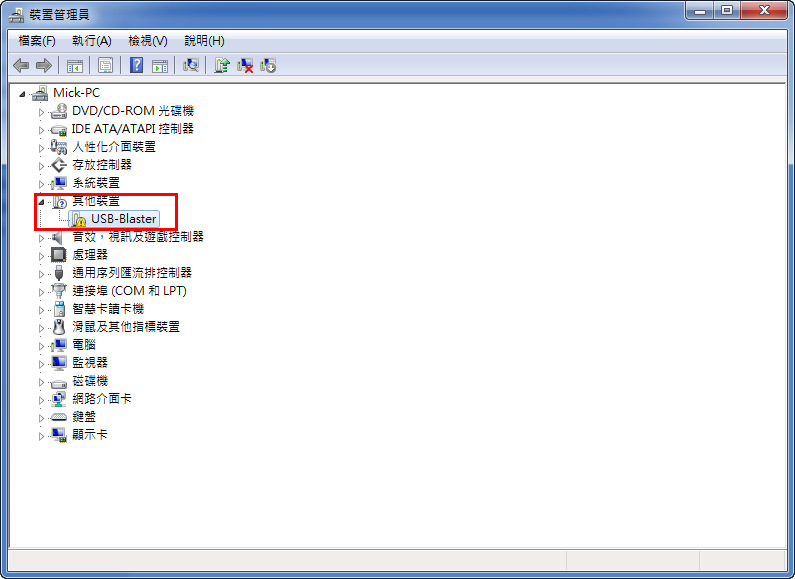 裝置管理員
檔案(F) 執行(A) 檢視(V) 說明(H)
Mick-PC
DVD/CD-ROM 光碟機
IDE ATA/ATAPI 控制器
人性化介面裝置
存放控制器
系統裝置
其他裝置
USB-Blaster
音效，視訊及遊戲控制器
處理器
通用序列匯流排控制器
連接埠 (COM 和 LPT)
智慧卡讀卡機
滑鼠及其他指標裝置
電腦
監視器
磁碟機
網路介面卡
鍵盤
顯示卡